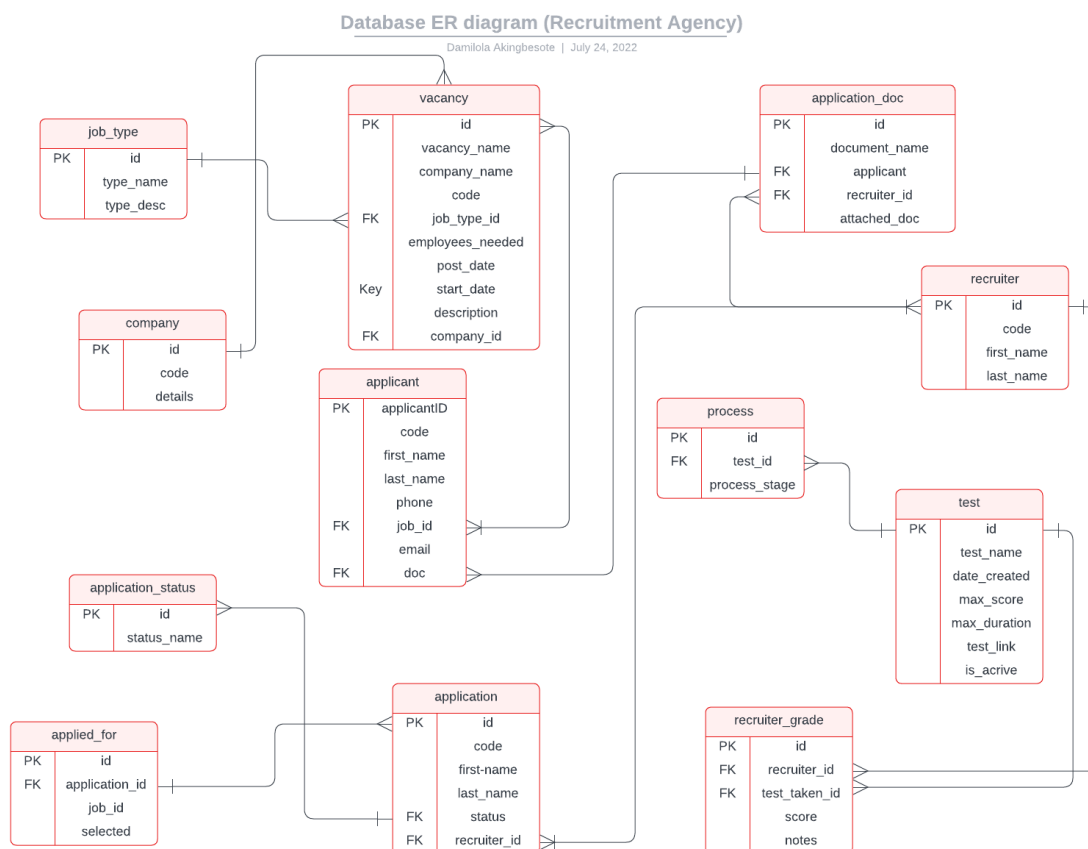 Database ER diagram (Recruitment Agency)
Damilola Akingbesote | July 24, 2022
job_type
PK id
type_name
type_desc
company
PK id
code
details
vacancy
PK id
vacancy_name
company_name
code
FK job_type_id
employees_needed
post_date
Key start_date
description
FK company_id
applicant
PK applicantID
code
first_name
last_name
phone
FK job_id
email
FK doc
application_doc
PK id
document_name
FK applicant
FK recruiter_id
attached_doc
recruiter
PK id
code
first_name
last_name
process
PK id
FK test_id
process_stage
test
PK id
test_name
date_created
max_score
max_duration
test_link
is_acrive
application_status
PK id
status_name
applied_for
PK id
FK application_id
job_id
selected
application
PK id
code
first-name
last_name
FK status
FK recruiter_id
recruiter_grade
PK id
FK recruiter_id
FK test_taken_id
score
notes